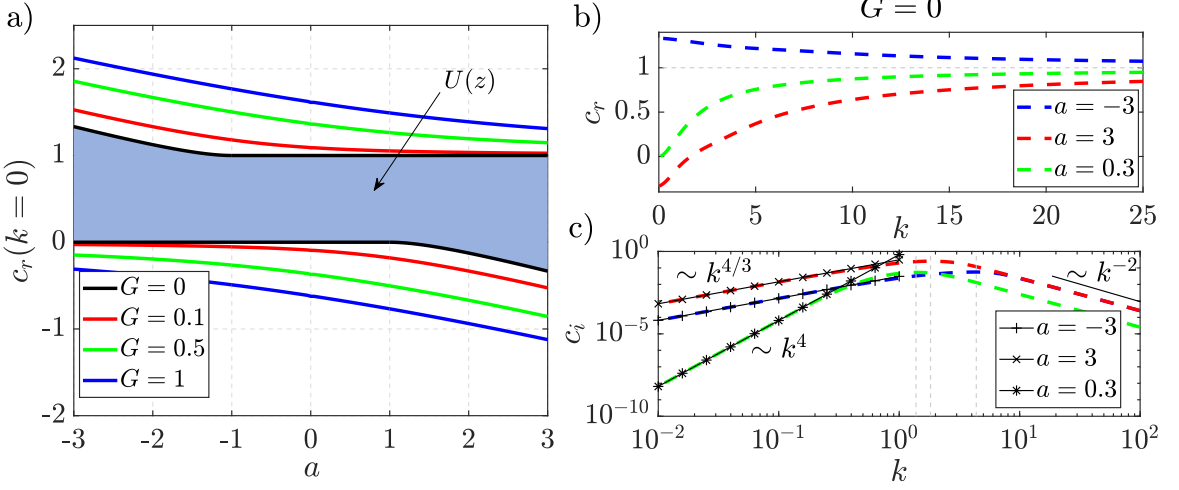 a)
c_r(k = 0)
2
1
0
-1
-2
U(z)
G = 0
G = 0.1
G = 0.5
G = 1
-3 -2 -1 0 1 2 3
a
b)
G = 0
c_r
1
0.5
0
a = −3
a = 3
a = 0.3
0 5 10 15 20 25
k
c)
c_i
10^0
10^-5
10^-10
∼ k^{4/3}
∼ k^{−2}
∼ k^4
a = −3
a = 3
a = 0.3
10^-2 10^-1 10^0 10^1 10^2
k